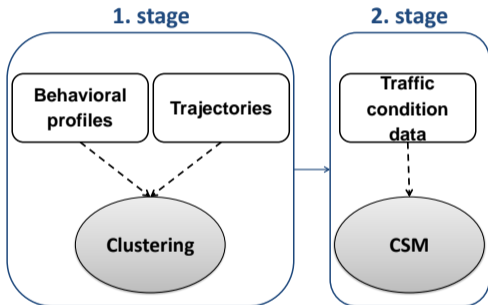 1. stage
2. stage
Behavioral
profiles
Trajectories
Traffic
condition
data
Clustering
CSM